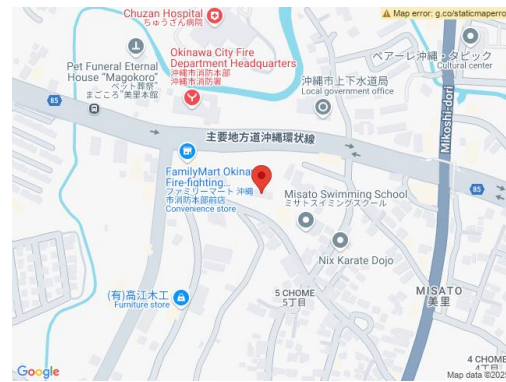 Chuzan Hospital
ちゅうざん病院
Map error: g.co/staticmaperro
Okinawa City Fire
Department Headquarters
沖縄市消防本部
沖縄市消防署
ペアーレ沖縄・タピック
Cultural center
Pet Funeral Eternal
House "Magokoro"
ペット葬祭"
まごころ"美里本館
沖縄市上下水道局
Local government office
Mikoshi-dori
85
主要地方道沖縄環状線
FamilyMart Okina
Fire-fighting...
ファミリーマート 沖縄
市消防本部前店
Convenience store
85
Misato Swimming School
ミサトスイミングスクール
Nix Karate Dojo
(有)高江木工
Furniture store
5 CHOME
5丁目
MISATO
美里
4 CHOME
4丁目
Google
Map data ©2025